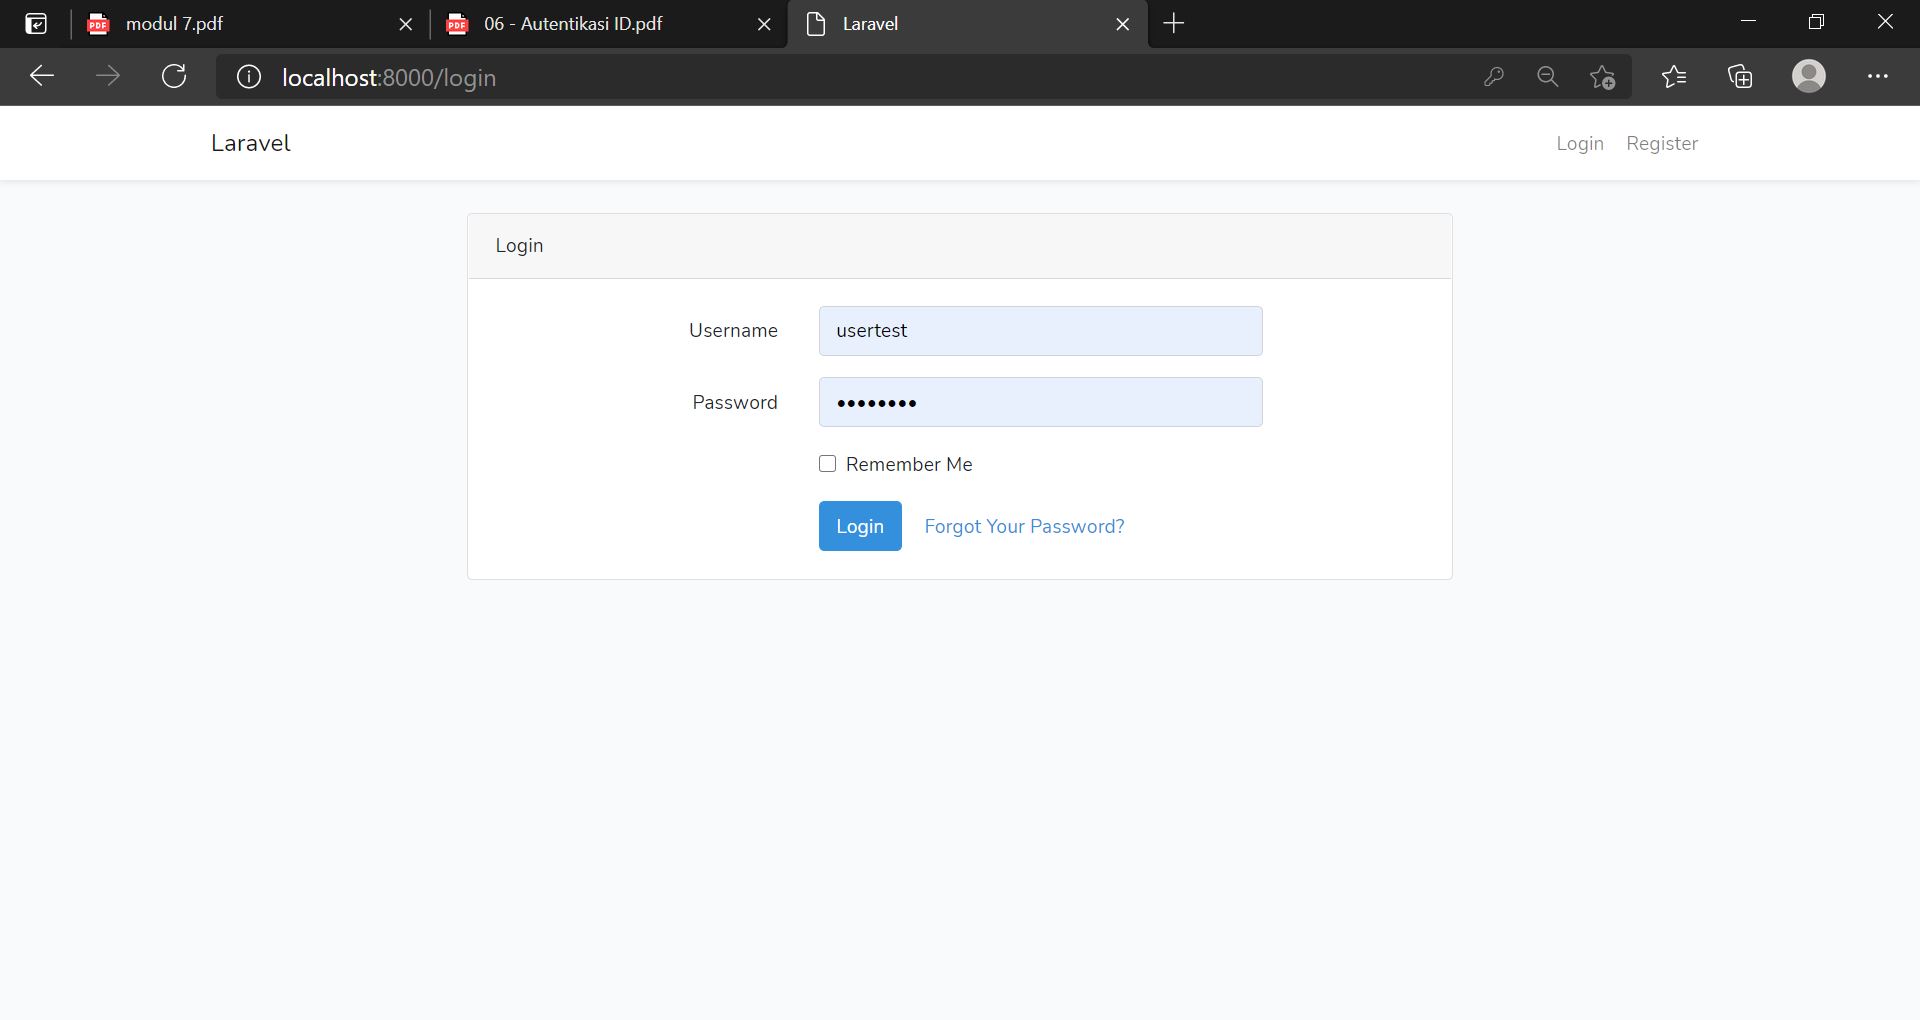 modul 7.pdf
06 - Autentikasi ID.pdf
Laravel
localhost:8000/login
Laravel
Login
Register
Login
Username
usertest
Password
••••••••
Remember Me
Login
Forgot Your Password?